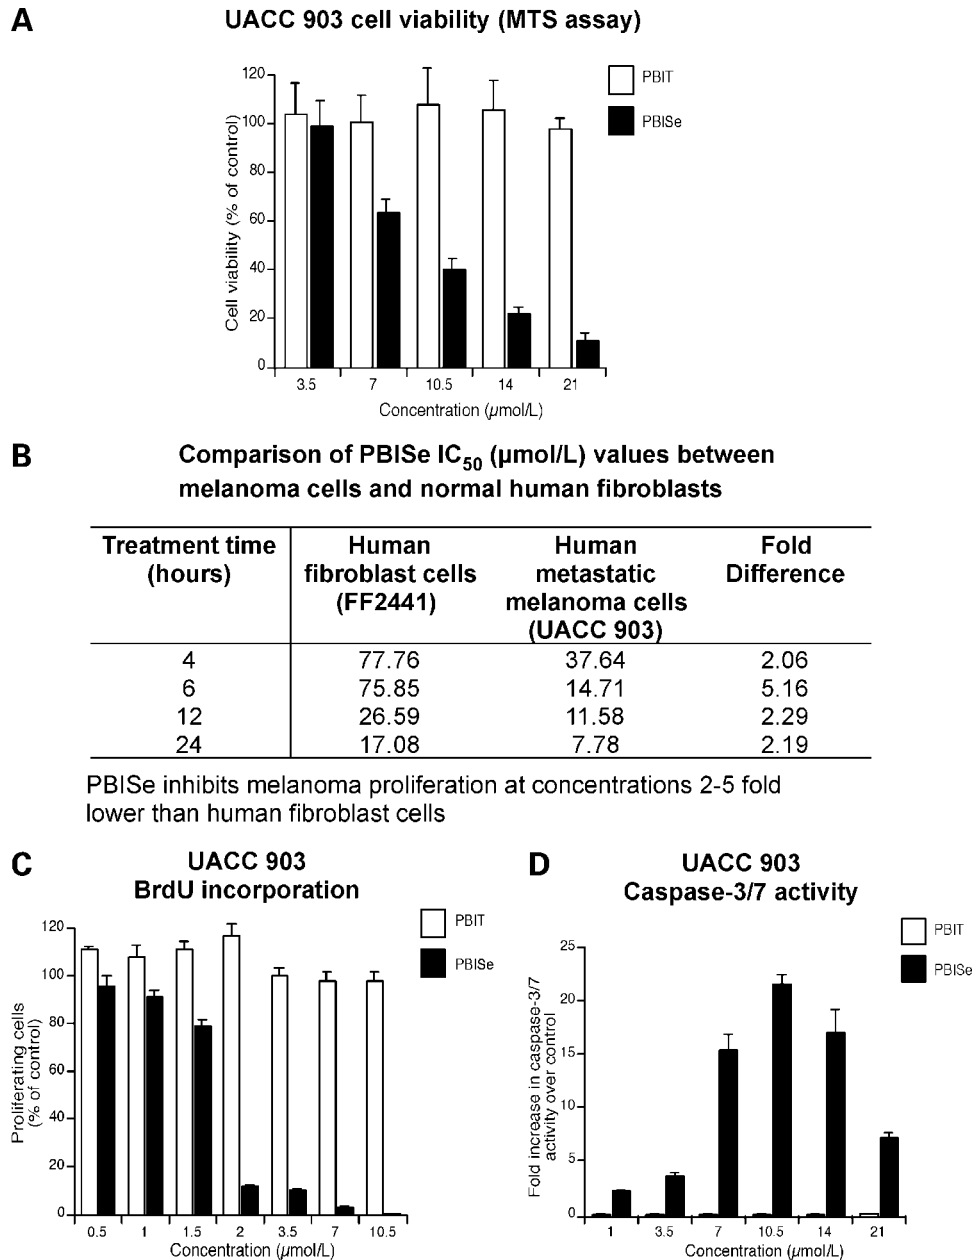 A
UACC 903 cell viability (MTS assay)
Cell viability (% of control)
120
100
80
60
40
20
0
3.5 7 10.5 14 21
Concentration (µmol/L)
PBIT
PBISe
B
Comparison of PBISe IC50 (µmol/L) values between
melanoma cells and normal human fibroblasts
Treatment time
(hours)
Human
fibroblast cells
(FF2441)
Human
metastatic
melanoma cells
(UACC 903)
Fold
Difference
4 77.76 37.64 2.06
6 75.85 14.71 5.16
12 26.59 11.58 2.29
24 17.08 7.78 2.19
PBISe inhibits melanoma proliferation at concentrations 2-5 fold
lower than human fibroblast cells
C
UACC 903
BrdU incorporation
Proliferating cells
(% of control)
120
100
80
60
40
20
0
0.5 1 1.5 2 3.5 7 10.5
Concentration (µmol/L)
PBIT
PBISe
D
UACC 903
Caspase-3/7 activity
Fold increase in caspase-3/7
activity over control
25
20
15
10
5
0
1 3.5 7 10.5 14 21
Concentration (µmol/L)
PBIT
PBISe